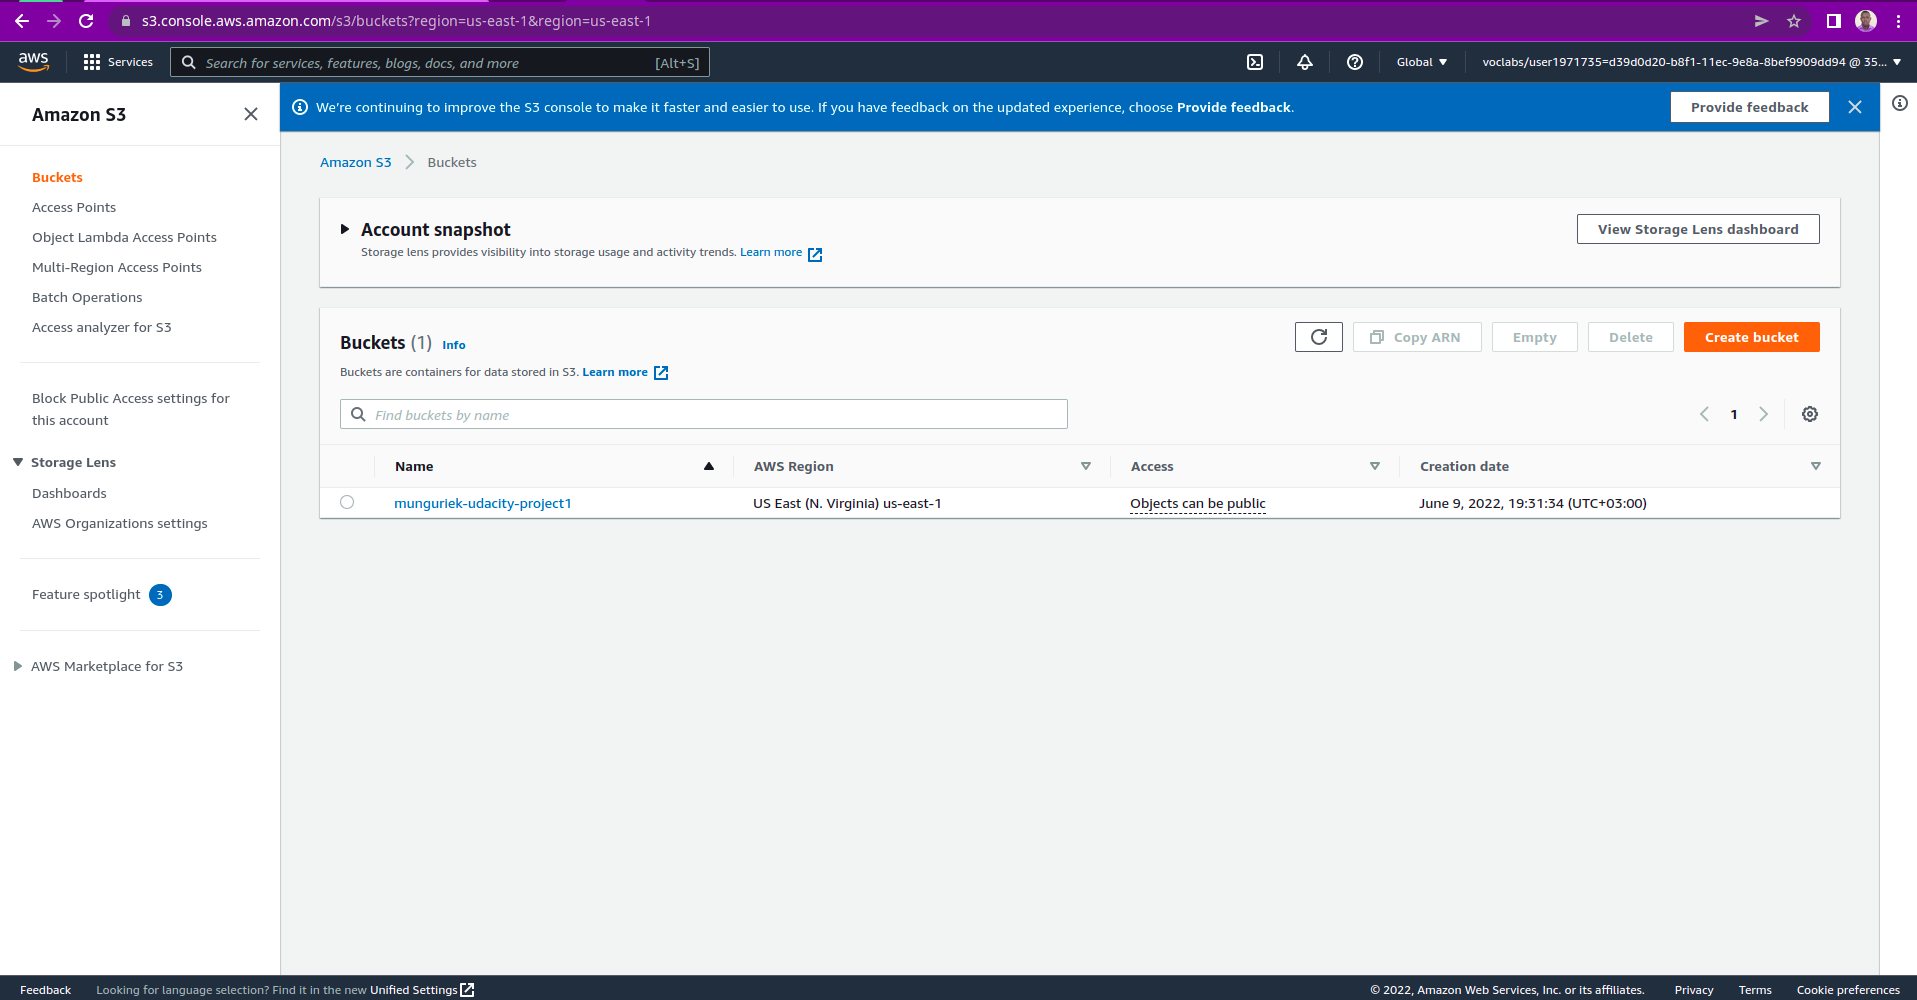 s3.console.aws.amazon.com/s3/buckets?region=us-east-1&region=us-east-1
aws
Services
Search for services, features, blogs, docs, and more
[Alt+S]
Global
voclabs/user1971735=d39d0d20-b8f1-11ec-9e8a-8bef9909dd94 @ 35...
Amazon S3
Buckets
Access Points
Object Lambda Access Points
Multi-Region Access Points
Batch Operations
Access analyzer for S3
Block Public Access settings for
this account
Storage Lens
Dashboards
AWS Organizations settings
Feature spotlight 3
AWS Marketplace for S3
We're continuing to improve the S3 console to make it faster and easier to use. If you have feedback on the updated experience, choose Provide feedback.
Provide feedback
Amazon S3 Buckets
Account snapshot
Storage lens provides visibility into storage usage and activity trends. Learn more
View Storage Lens dashboard
Buckets (1) Info
Buckets are containers for data stored in S3. Learn more
Copy ARN
Empty
Delete
Create bucket
Find buckets by name
1
Name AWS Region Access Creation date
munguriek-udacity-project1 US East (N. Virginia) us-east-1 Objects can be public June 9, 2022, 19:31:34 (UTC+03:00)
Feedback
Looking for language selection? Find it in the new Unified Settings
© 2022, Amazon Web Services, Inc. or its affiliates.
Privacy
Terms
Cookie preferences